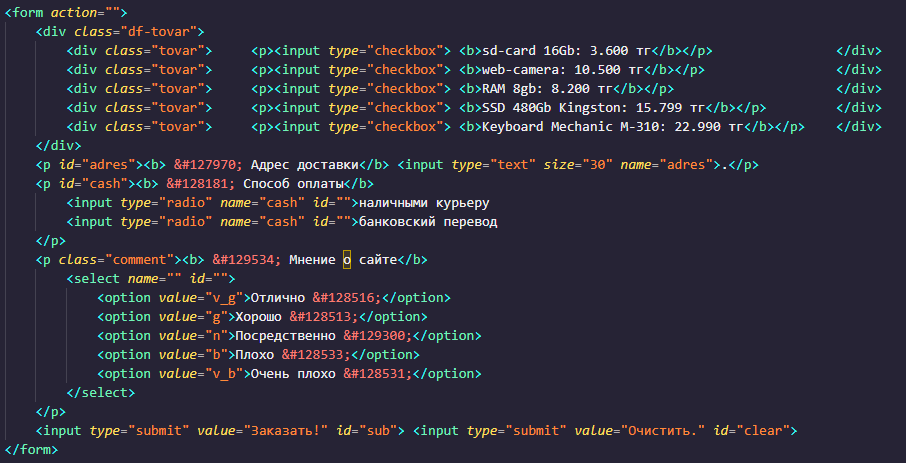 <form action="">
<div class="df-tovar">
<div class="tovar"> <p><input type="checkbox"> <b>sd-card 16Gb: 3.600 тг</b></p> </div>
<div class="tovar"> <p><input type="checkbox"> <b>web-camera: 10.500 тг</b></p> </div>
<div class="tovar"> <p><input type="checkbox"> <b>RAM 8gb: 8.200 тг</b></p> </div>
<div class="tovar"> <p><input type="checkbox"> <b>SSD 480Gb Kingston: 15.799 тг</b></p> </div>
<div class="tovar"> <p><input type="checkbox"> <b>Keyboard Mechanic M-310: 22.990 тг</b></p> </div>
</div>
<p id="adres"><b> &#127970; Адрес доставки</b> <input type="text" size="30" name="adres">.</p>
<p id="cash"><b> &#128181; Способ оплаты</b>
<input type="radio" name="cash" id="">наличными курьеру
<input type="radio" name="cash" id="">банковский перевод
</p>
<p class="comment"><b> &#129534; Мнение о сайте</b>
<select name="" id="">
<option value="v_g">Отлично &#128516;</option>
<option value="g">Хорошо &#128513;</option>
<option value="n">Посредственно &#129300;</option>
<option value="b">Плохо &#128533;</option>
<option value="v_b">Очень плохо &#128531;</option>
</select>
</p>
<input type="submit" value="Заказать!" id="sub"> <input type="submit" value="Очистить." id="clear">
</form>